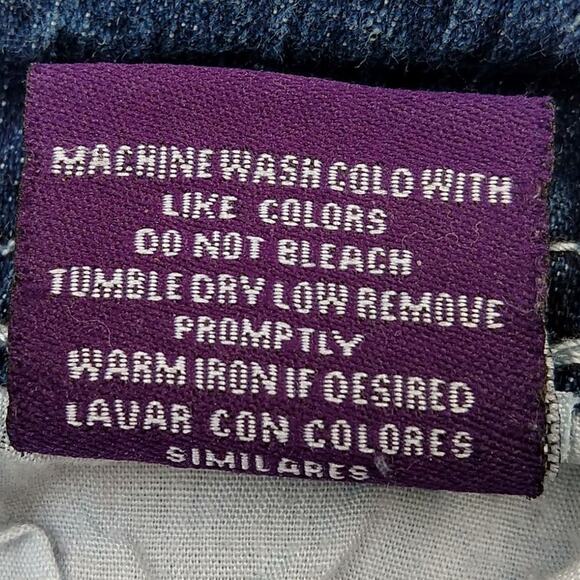 MACHINE WASH COLD WITH
LIKE COLORS
DO NOT BLEACH.
TUMBLE DRY LOW REMOVE
PROMPTLY
WARM IRON IF DESIRED
LAVAR CON COLORES
SIMILARES